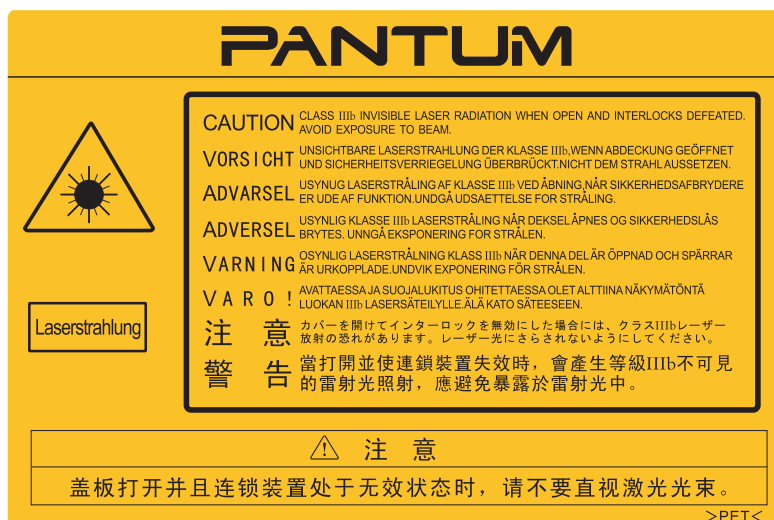 PANTUM
CAUTION CLASS IIIb INVISIBLE LASER RADIATION WHEN OPEN AND INTERLOCKS DEFEATED.
AVOID EXPOSURE TO BEAM.
VORSICHT UNSICHTBARE LASERSTRAHLUNG DER KLASSE IIIb,WENN ABDECKUNG GEÖFFNET
UND SICHERHEITSVERRIEGELUNG ÜBERBRÜCKT.NICHT DEM STRAHL AUSSETZEN.
ADVARSEL USYNUG LASERSTRÅLING AF KLASSE IIIb VED ÅBNING,NÅR SIKKERHEDSAFBRYDERE
ER UDE AF FUNKTION.UNDGÅ UDSAETTELSE FOR STRÅLING.
ADVERSEL USYNLIG KLASSE IIIb LASERSTRÅLING NÅR DEKSEL ÅPNES OG SIKKERHEDSLÅS
BRYTES. UNNGÅ EKSPONERING FOR STRÅLEN.
VARNING OSYNLIG LASERSTRÅLNING KLASS IIIb NÄR DENNA DEL ÄR ÖPPNAD OCH SPÄRRAR
ÄR URKOPPLADE.UNDVIK EXPONERING FÖR STRÅLEN.
VARO! AVATTAESSA JA SUOJALUKITUS OHITETTAESSA OLET ALTTIINA NÄKYMÄTÖNTÄ
LUOKAN IIIb LASERSÄTEILYLLE.ÄLÄ KATO SÄTEESEEN.
注 意 カバーを開けてインターロックを無効にした場合には、クラスIIIbレーザー
放射の恐れがあります。レーザー光にさらされないようにしてください。
警 告 當打開並使連鎖裝置失效時，會產生等級IIIb不可見
的雷射光照射，應避免暴露於雷射光中。
Laserstrahlung
注 意
盖板打开并且连锁装置处于无效状态时，请不要直视激光光束。
>PET<